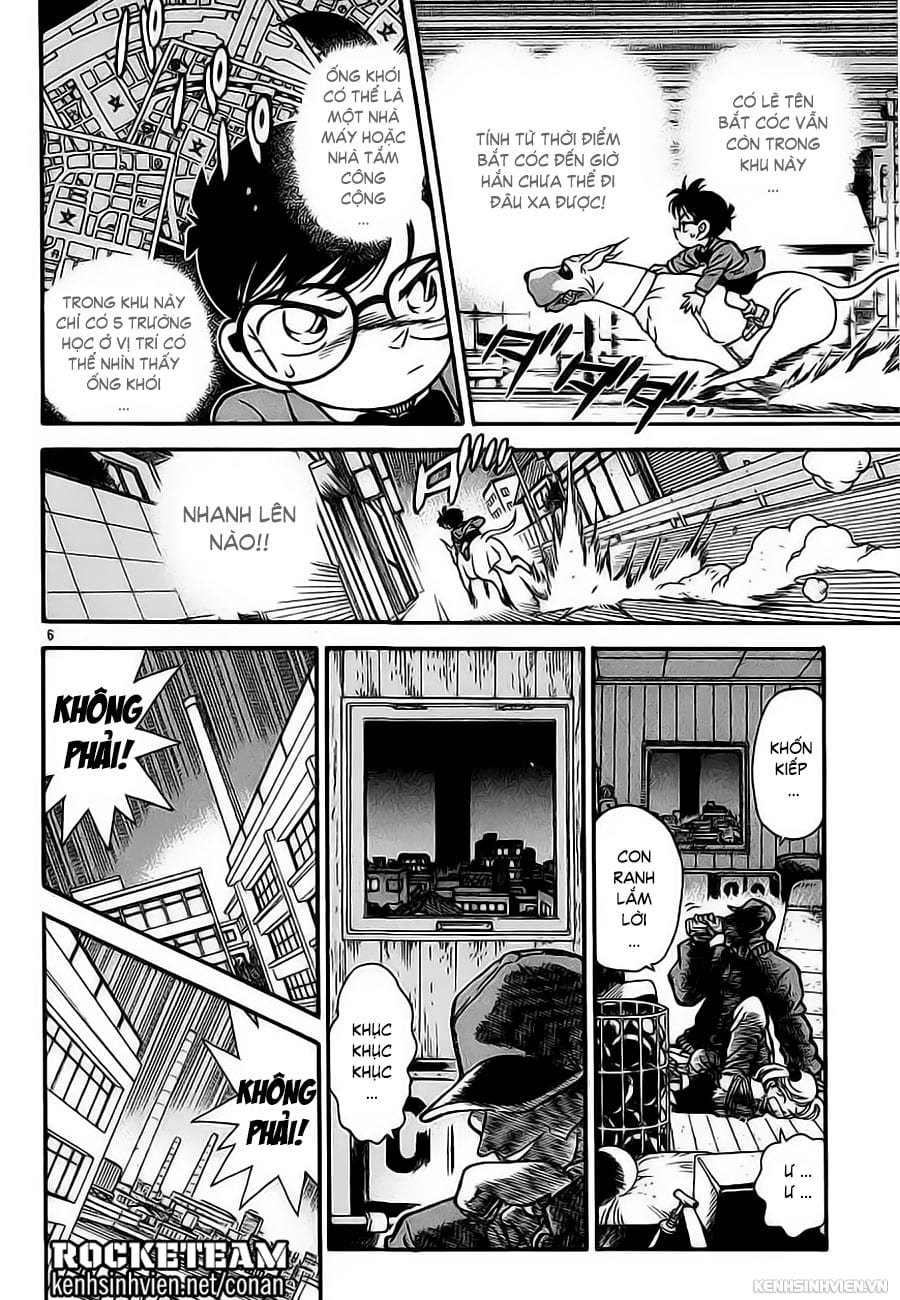 CÓ LẼ TÊN
BẮT CÓC VẪN
CÒN TRONG
KHU NÀY
...
TÍNH TỪ THỜI ĐIỂM
BẮT CÓC ĐẾN GIỜ
HẮN CHƯA THỂ ĐI
ĐÂU XA ĐƯỢC!
ダダダ
ỐNG KHÓI
CÓ THỂ LÀ
MỘT NHÀ
MÁY HOẶC
NHÀ TẮM
CÔNG
CỘNG
...
TRONG KHU NÀY
CHỈ CÓ 5 TRƯỜNG
HỌC Ở VỊ TRÍ CÓ
THỂ NHÌN THẤY
ỐNG KHÓI
...
NHANH LÊN
NÀO!!
6
KHỐN
KIẾP
...
CON
RANH
LẮM
LỜI
...
Ư ...
Ư ...
KHỤC
KHỤC
KHỤC
...
KHÔNG
PHẢI!
KHÔNG
PHẢI!
ROCKETEAM
kenhsinhvien.net/conan
KENHSINHVIEN.VN